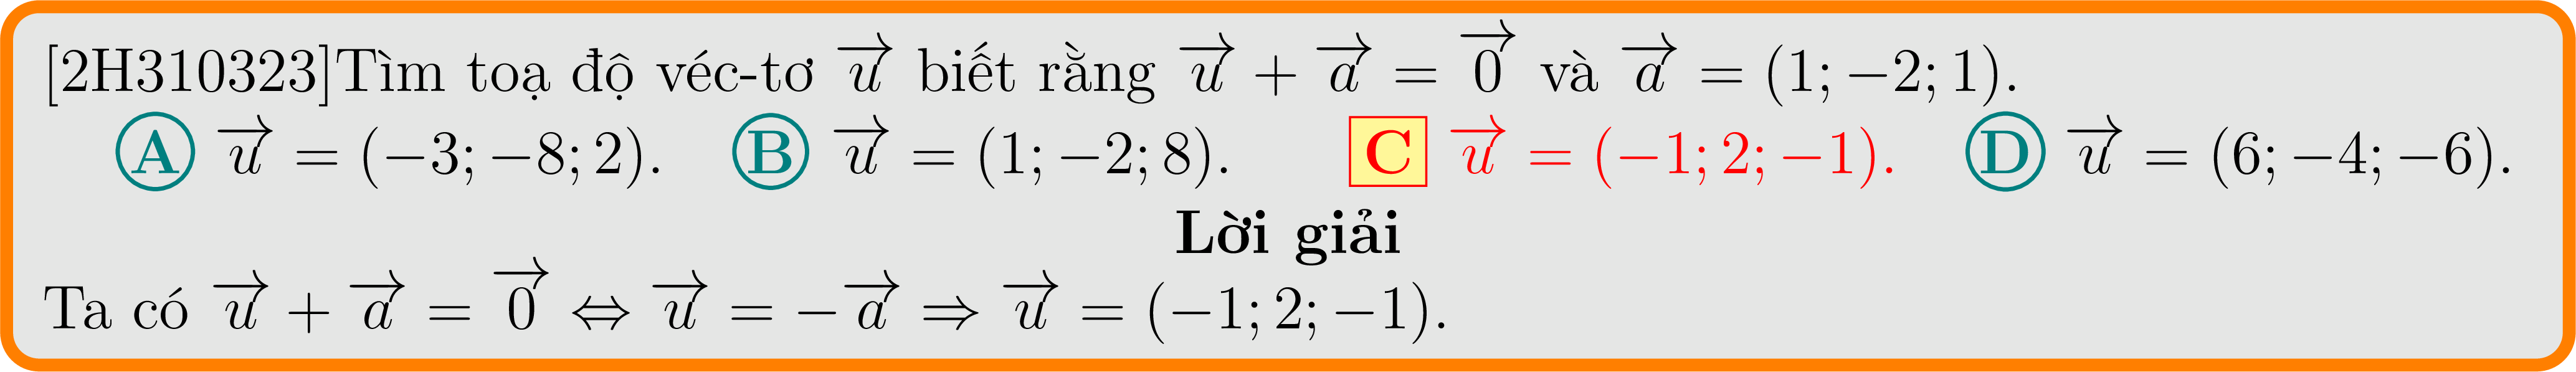 [2H310323]Tìm toạ độ véc-tơ $\overrightarrow{u}$ biết rằng $\overrightarrow{u} + \overrightarrow{a} = \overrightarrow{0}$ và $\overrightarrow{a} = (1; -2; 1)$.
A $\overrightarrow{u} = (-3; -8; 2)$. B $\overrightarrow{u} = (1; -2; 8)$. C $\overrightarrow{u} = (-1; 2; -1)$. D $\overrightarrow{u} = (6; -4; -6)$.
Lời giải
Ta có $\overrightarrow{u} + \overrightarrow{a} = \overrightarrow{0} \Leftrightarrow \overrightarrow{u} = -\overrightarrow{a} \Rightarrow \overrightarrow{u} = (-1; 2; -1)$.